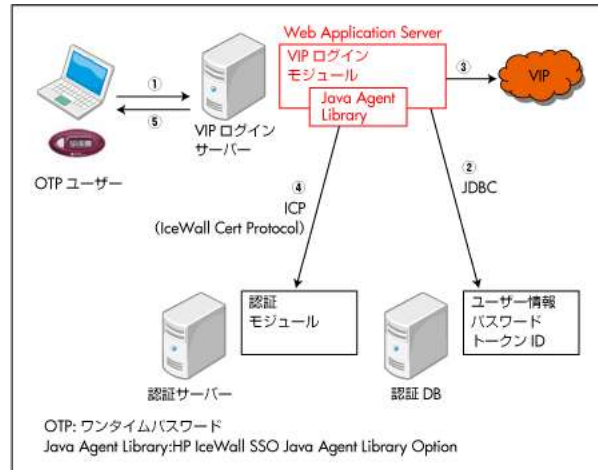 Web Application Server
VIP ログイン
モジュール
Java Agent
Library
③
VIP
①
⑤
VIP ログイン
サーバー
OTP ユーザー
④
ICP
(IceWall Cert Protocol)
②
JDBC
認証
モジュール
ユーザー情報
パスワード
トークン ID
認証サーバー
認証 DB
OTP: ワンタイムパスワード
Java Agent Library:HP IceWall SSO Java Agent Library Option